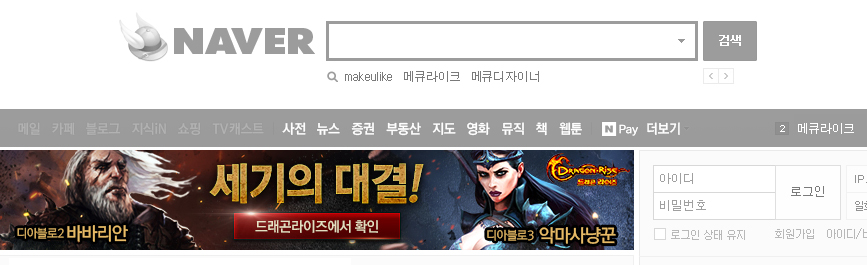 NAVER
검색
makeulike 메큐라이크 메큐디자이너
메일 카페 블로그 지식iN 쇼핑 TV캐스트 사전 뉴스 증권 부동산 지도 영화 뮤직 책 웹툰 N Pay 더보기 2 메큐라이크
세기의 대결!
드래곤라이즈에서 확인
디아블로2 바바리안
DRAGON-RISE
드래곤 라이즈
디아블로3 악마사냥꾼
아이디
비밀번호
로그인
IP
로그인 상태 유지 회원가입 아이디/